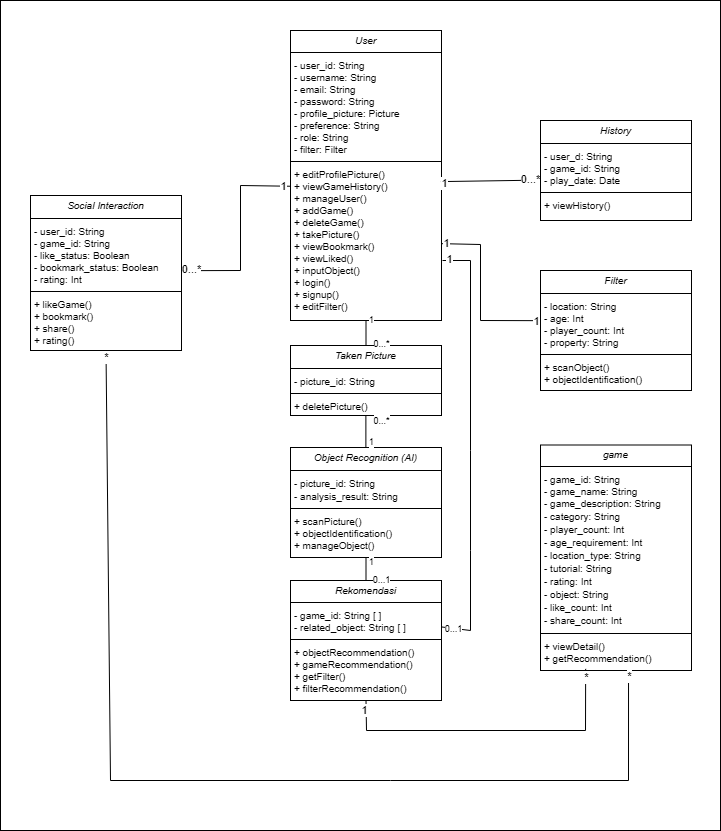 User
- user_id: String
- username: String
- email: String
- password: String
- profile_picture: Picture
- preference: String
- role: String
- filter: Filter
+ editProfilePicture()
+ viewGameHistory()
+ manageUser()
+ addGame()
+ deleteGame()
+ takePicture()
+ viewBookmark()
+ viewLiked()
+ inputObject()
+ login()
+ signup()
+ editFilter()
1
0...*
1
0...*
1
1
1
0...1
1
0...*
History
- user_d: String
- game_id: String
- play_date: Date
+ viewHistory()
Social Interaction
- user_id: String
- game_id: String
- like_status: Boolean
- bookmark_status: Boolean
- rating: Int
+ likeGame()
+ bookmark()
+ share()
+ rating()
*
Filter
- location: String
- age: Int
- player_count: Int
- property: String
+ scanObject()
+ objectIdentification()
Taken Picture
- picture_id: String
+ deletePicture()
0...*
1
Object Recognition (AI)
- picture_id: String
- analysis_result: String
+ scanPicture()
+ objectIdentification()
+ manageObject()
1
0...1
Rekomendasi
- game_id: String [ ]
- related_object: String [ ]
+ objectRecommendation()
+ gameRecommendation()
+ getFilter()
+ filterRecommendation()
1
game
- game_id: String
- game_name: String
- game_description: String
- category: String
- player_count: Int
- age_requirement: Int
- location_type: String
- tutorial: String
- rating: Int
- object: String
- like_count: Int
- share_count: Int
+ viewDetail()
+ getRecommendation()
*
*